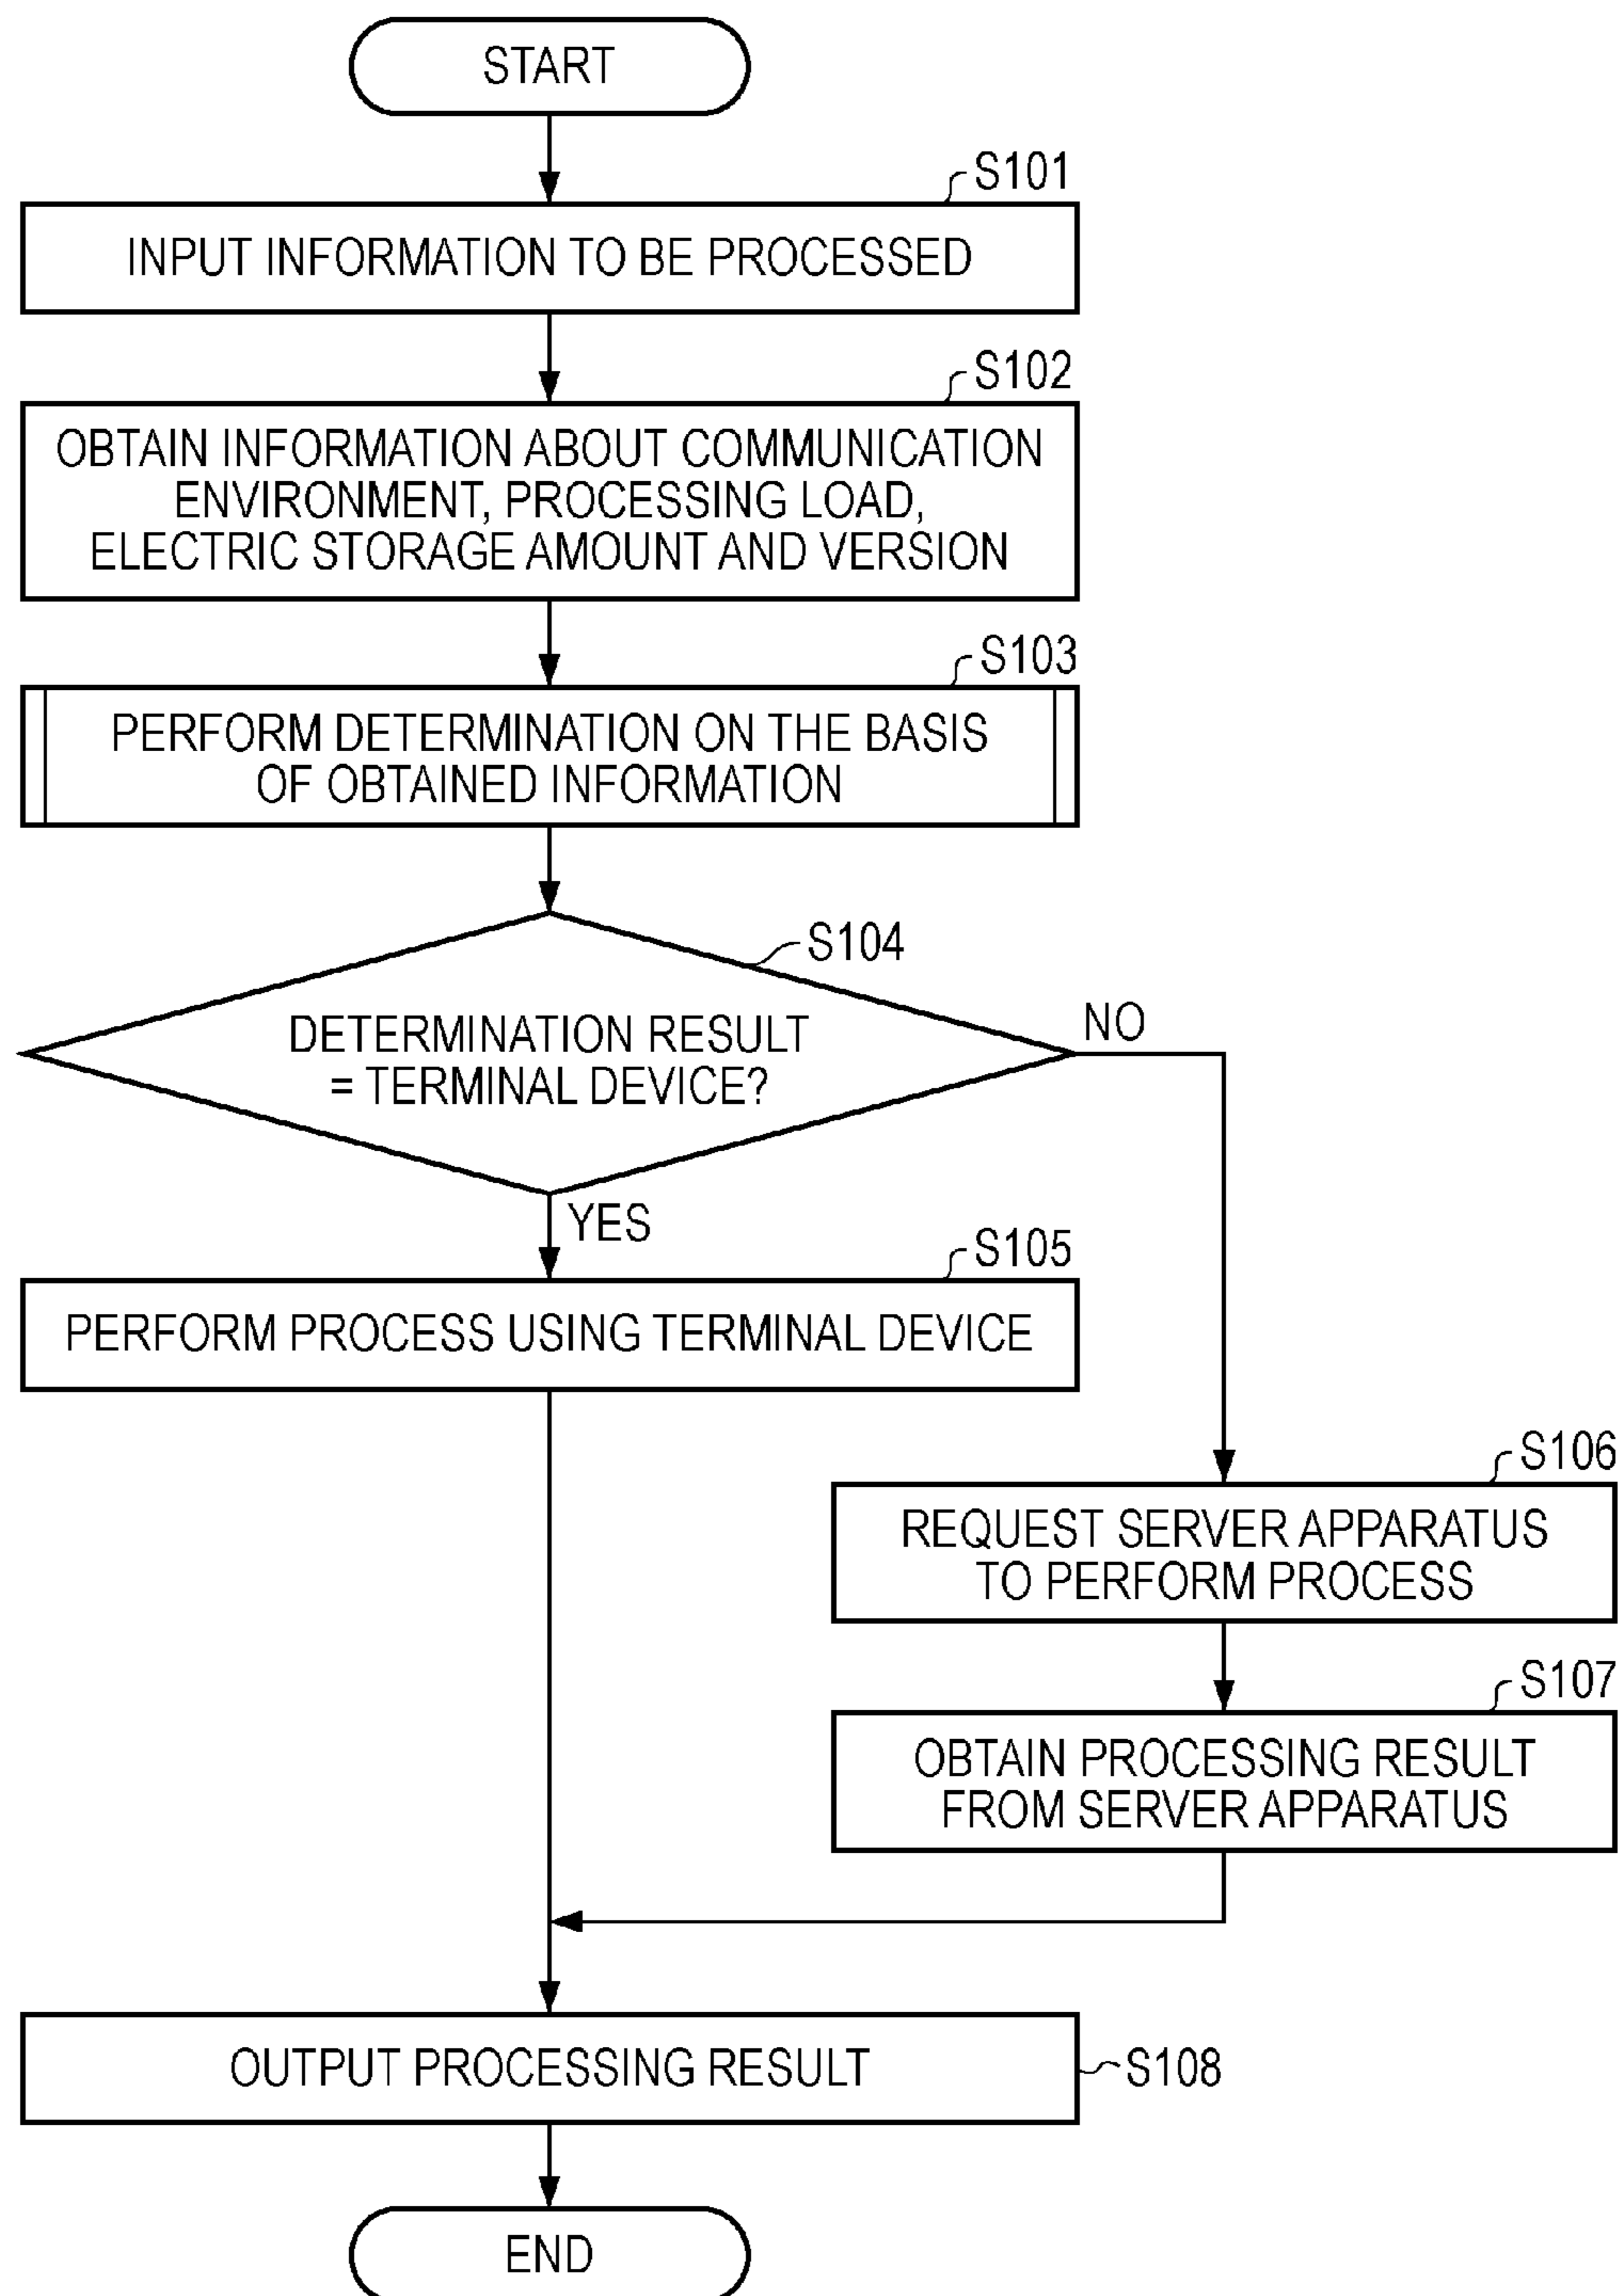 START
S101
INPUT INFORMATION TO BE PROCESSED
S102
OBTAIN INFORMATION ABOUT COMMUNICATION
ENVIRONMENT, PROCESSING LOAD,
ELECTRIC STORAGE AMOUNT AND VERSION
S103
PERFORM DETERMINATION ON THE BASIS
OF OBTAINED INFORMATION
S104
DETERMINATION RESULT
= TERMINAL DEVICE?
NO
YES
S105
PERFORM PROCESS USING TERMINAL DEVICE
S106
REQUEST SERVER APPARATUS
TO PERFORM PROCESS
S107
OBTAIN PROCESSING RESULT
FROM SERVER APPARATUS
OUTPUT PROCESSING RESULT
S108
END